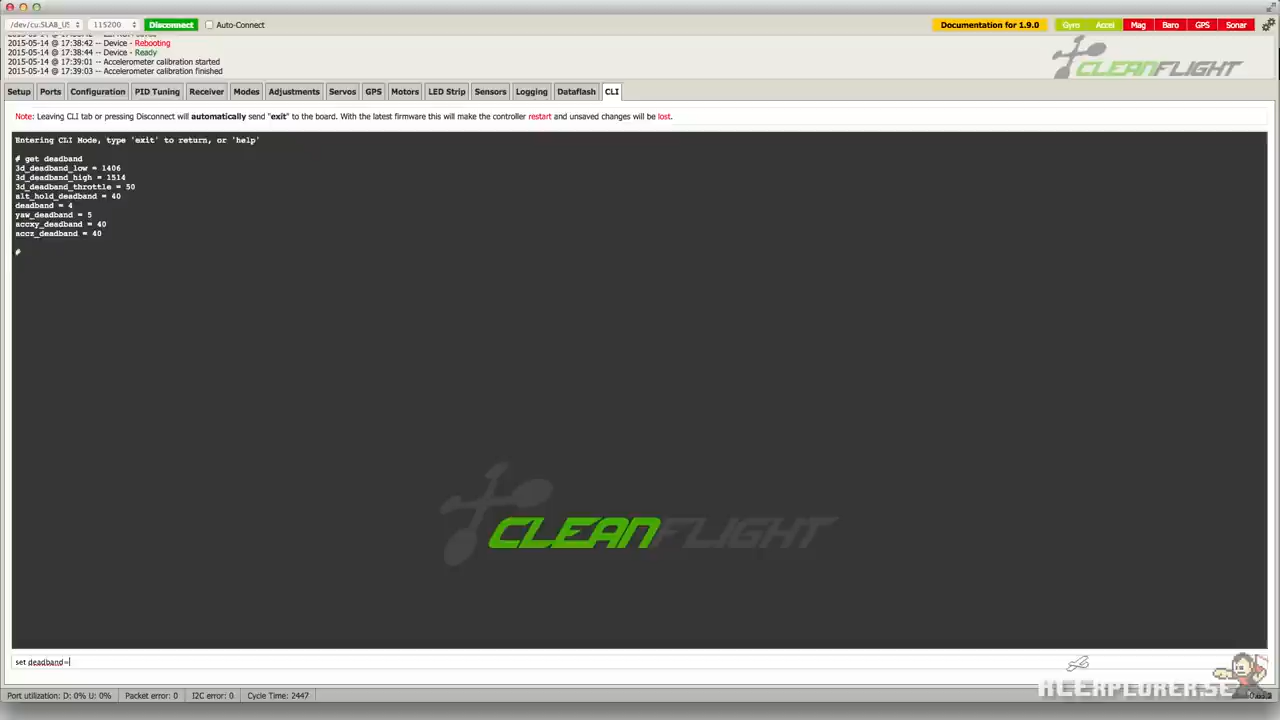 /dev/cu.SLAB_US 115200 Disconnect Auto-Connect Documentation for 1.9.0 Gyro Accel Mag Baro GPS Sonar
2015-05-14 @ 17:38:42 -- Device - Rebooting
2015-05-14 @ 17:38:44 -- Device - Ready
2015-05-14 @ 17:39:01 -- Accelerometer calibration started
2015-05-14 @ 17:39:03 -- Accelerometer calibration finished
CLEANFLIGHT
Setup Ports Configuration PID Tuning Receiver Modes Adjustments Servos GPS Motors LED Strip Sensors Logging Dataflash CLI
Note: Leaving CLI tab or pressing Disconnect will automatically send "exit" to the board. With the latest firmware this will make the controller restart and unsaved changes will be lost.
Entering CLI Mode, type 'exit' to return, or 'help'
# get deadband
3d_deadband_low = 1406
3d_deadband_high = 1514
3d_deadband_throttle = 50
alt_hold_deadband = 40
deadband = 4
yaw_deadband = 5
accxy_deadband = 40
accz_deadband = 40
#
CLEANFLIGHT
set deadband=
Port utilization: D: 0% U: 0% Packet error: 0 I2C error: 0 Cycle Time: 2447
RCEXPLORER.SE